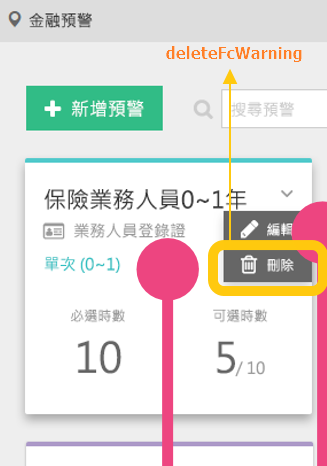 金融預警
deleteFcWarning
新增預警
搜尋預警
保險業務人員0~1年
編輯
業務人員登錄證
刪除
單次 (0~1)
必選時數
可選時數
10
5/10